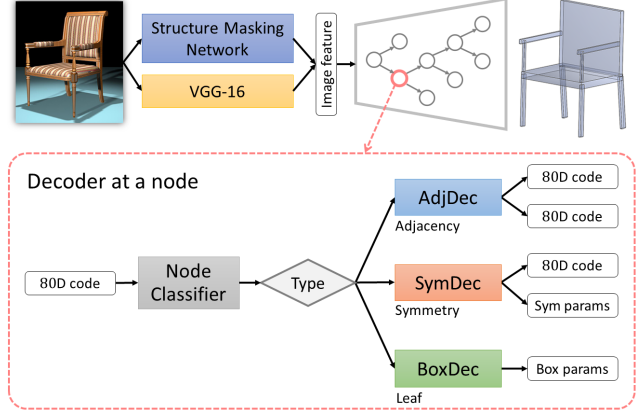 Structure Masking
Network
VGG-16
Image feature
Decoder at a node
80D code
Node
Classifier
Type
AdjDec
Adjacency
80D code
80D code
SymDec
Symmetry
80D code
Sym params
BoxDec
Leaf
Box params